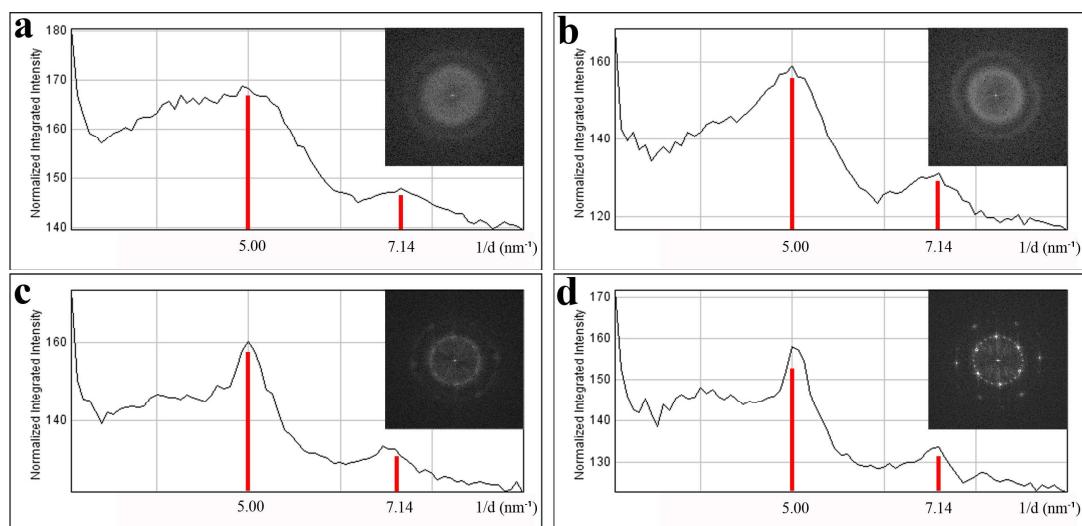 a
Normalized Integrated Intensity
180
170
160
150
140
5.00
7.14
1/d (nm⁻¹)
b
Normalized Integrated Intensity
160
140
120
5.00
7.14
1/d (nm⁻¹)
c
Normalized Integrated Intensity
160
140
5.00
7.14
1/d (nm⁻¹)
d
Normalized Integrated Intensity
170
160
150
140
130
5.00
7.14
1/d (nm⁻¹)